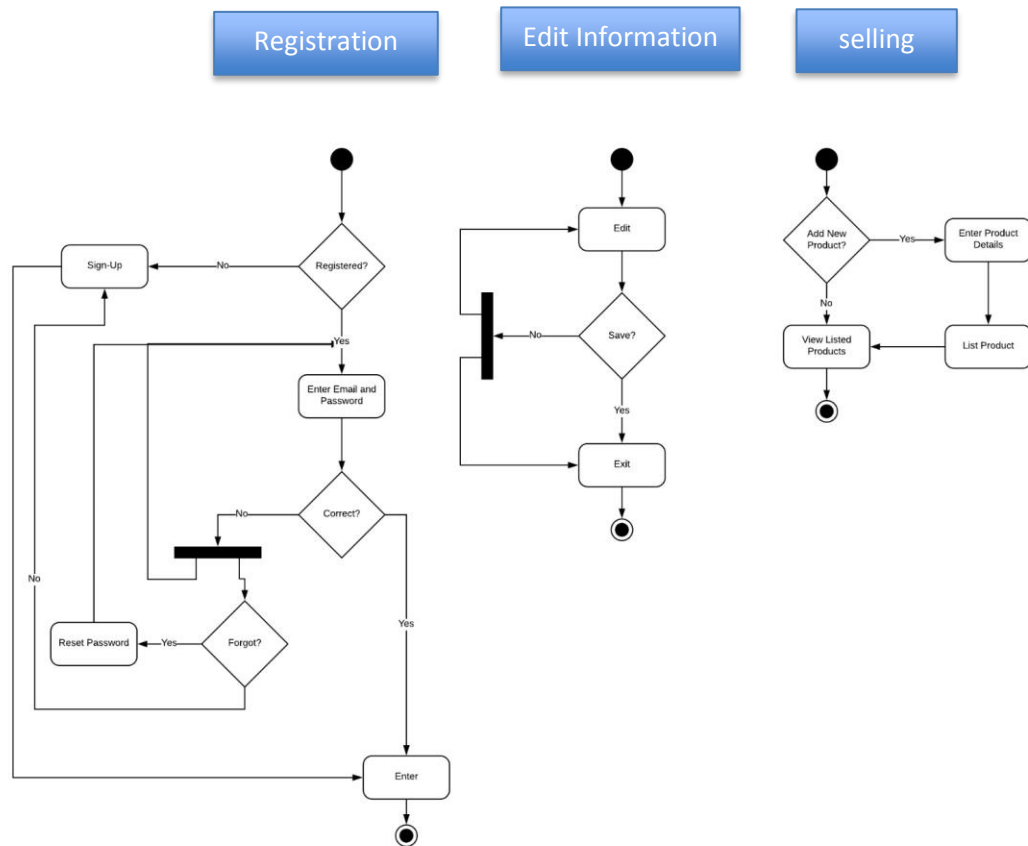 Registration
Edit Information
selling
Registered?
No
Sign-Up
Yes
Enter Email and
Password
Correct?
No
Yes
Forgot?
Yes
Reset Password
No
Enter
Edit
Save?
No
Yes
Exit
Add New
Product?
Yes
Enter Product
Details
No
View Listed
Products
List Product